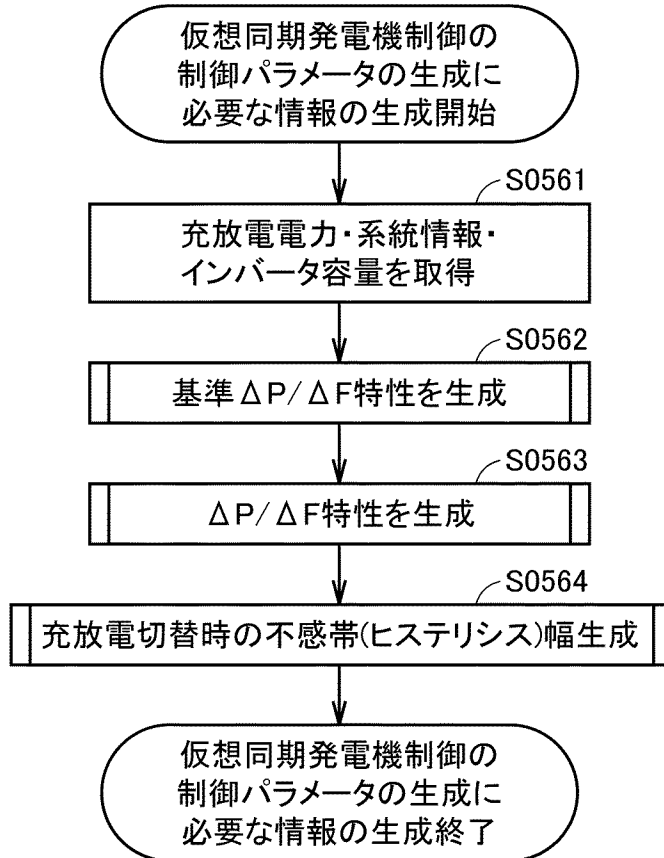 仮想同期発電機制御の
制御パラメータの生成に
必要な情報の生成開始
S0561
充放電電力・系統情報・
インバータ容量を取得
S0562
基準ΔP/ΔF特性を生成
S0563
ΔP/ΔF特性を生成
S0564
充放電切替時の不感帯(ヒステリシス)幅生成
仮想同期発電機制御の
制御パラメータの生成に
必要な情報の生成終了